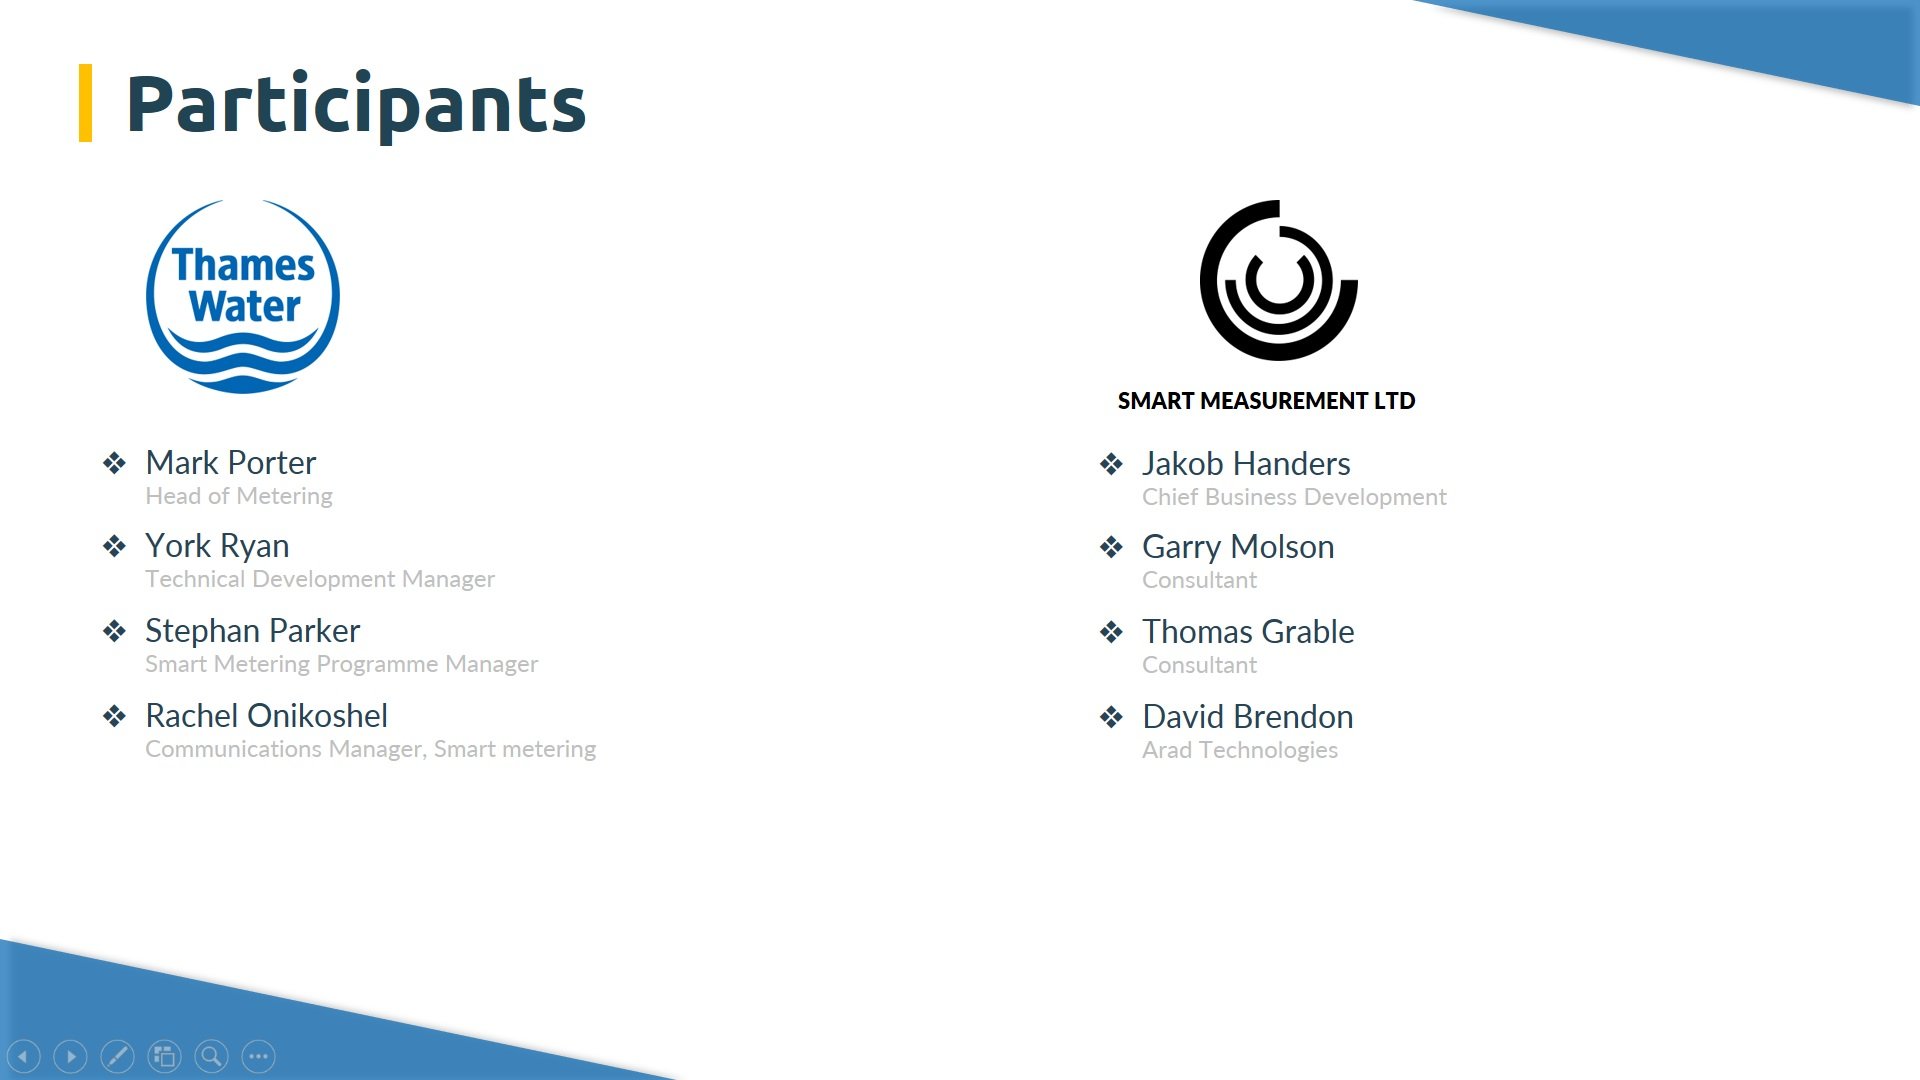 Participants
Thames
Water
Mark Porter
Head of Metering
York Ryan
Technical Development Manager
Stephan Parker
Smart Metering Programme Manager
Rachel Onikoshel
Communications Manager, Smart metering
SMART MEASUREMENT LTD
Jakob Handers
Chief Business Development
Garry Molson
Consultant
Thomas Grable
Consultant
David Brendon
Arad Technologies